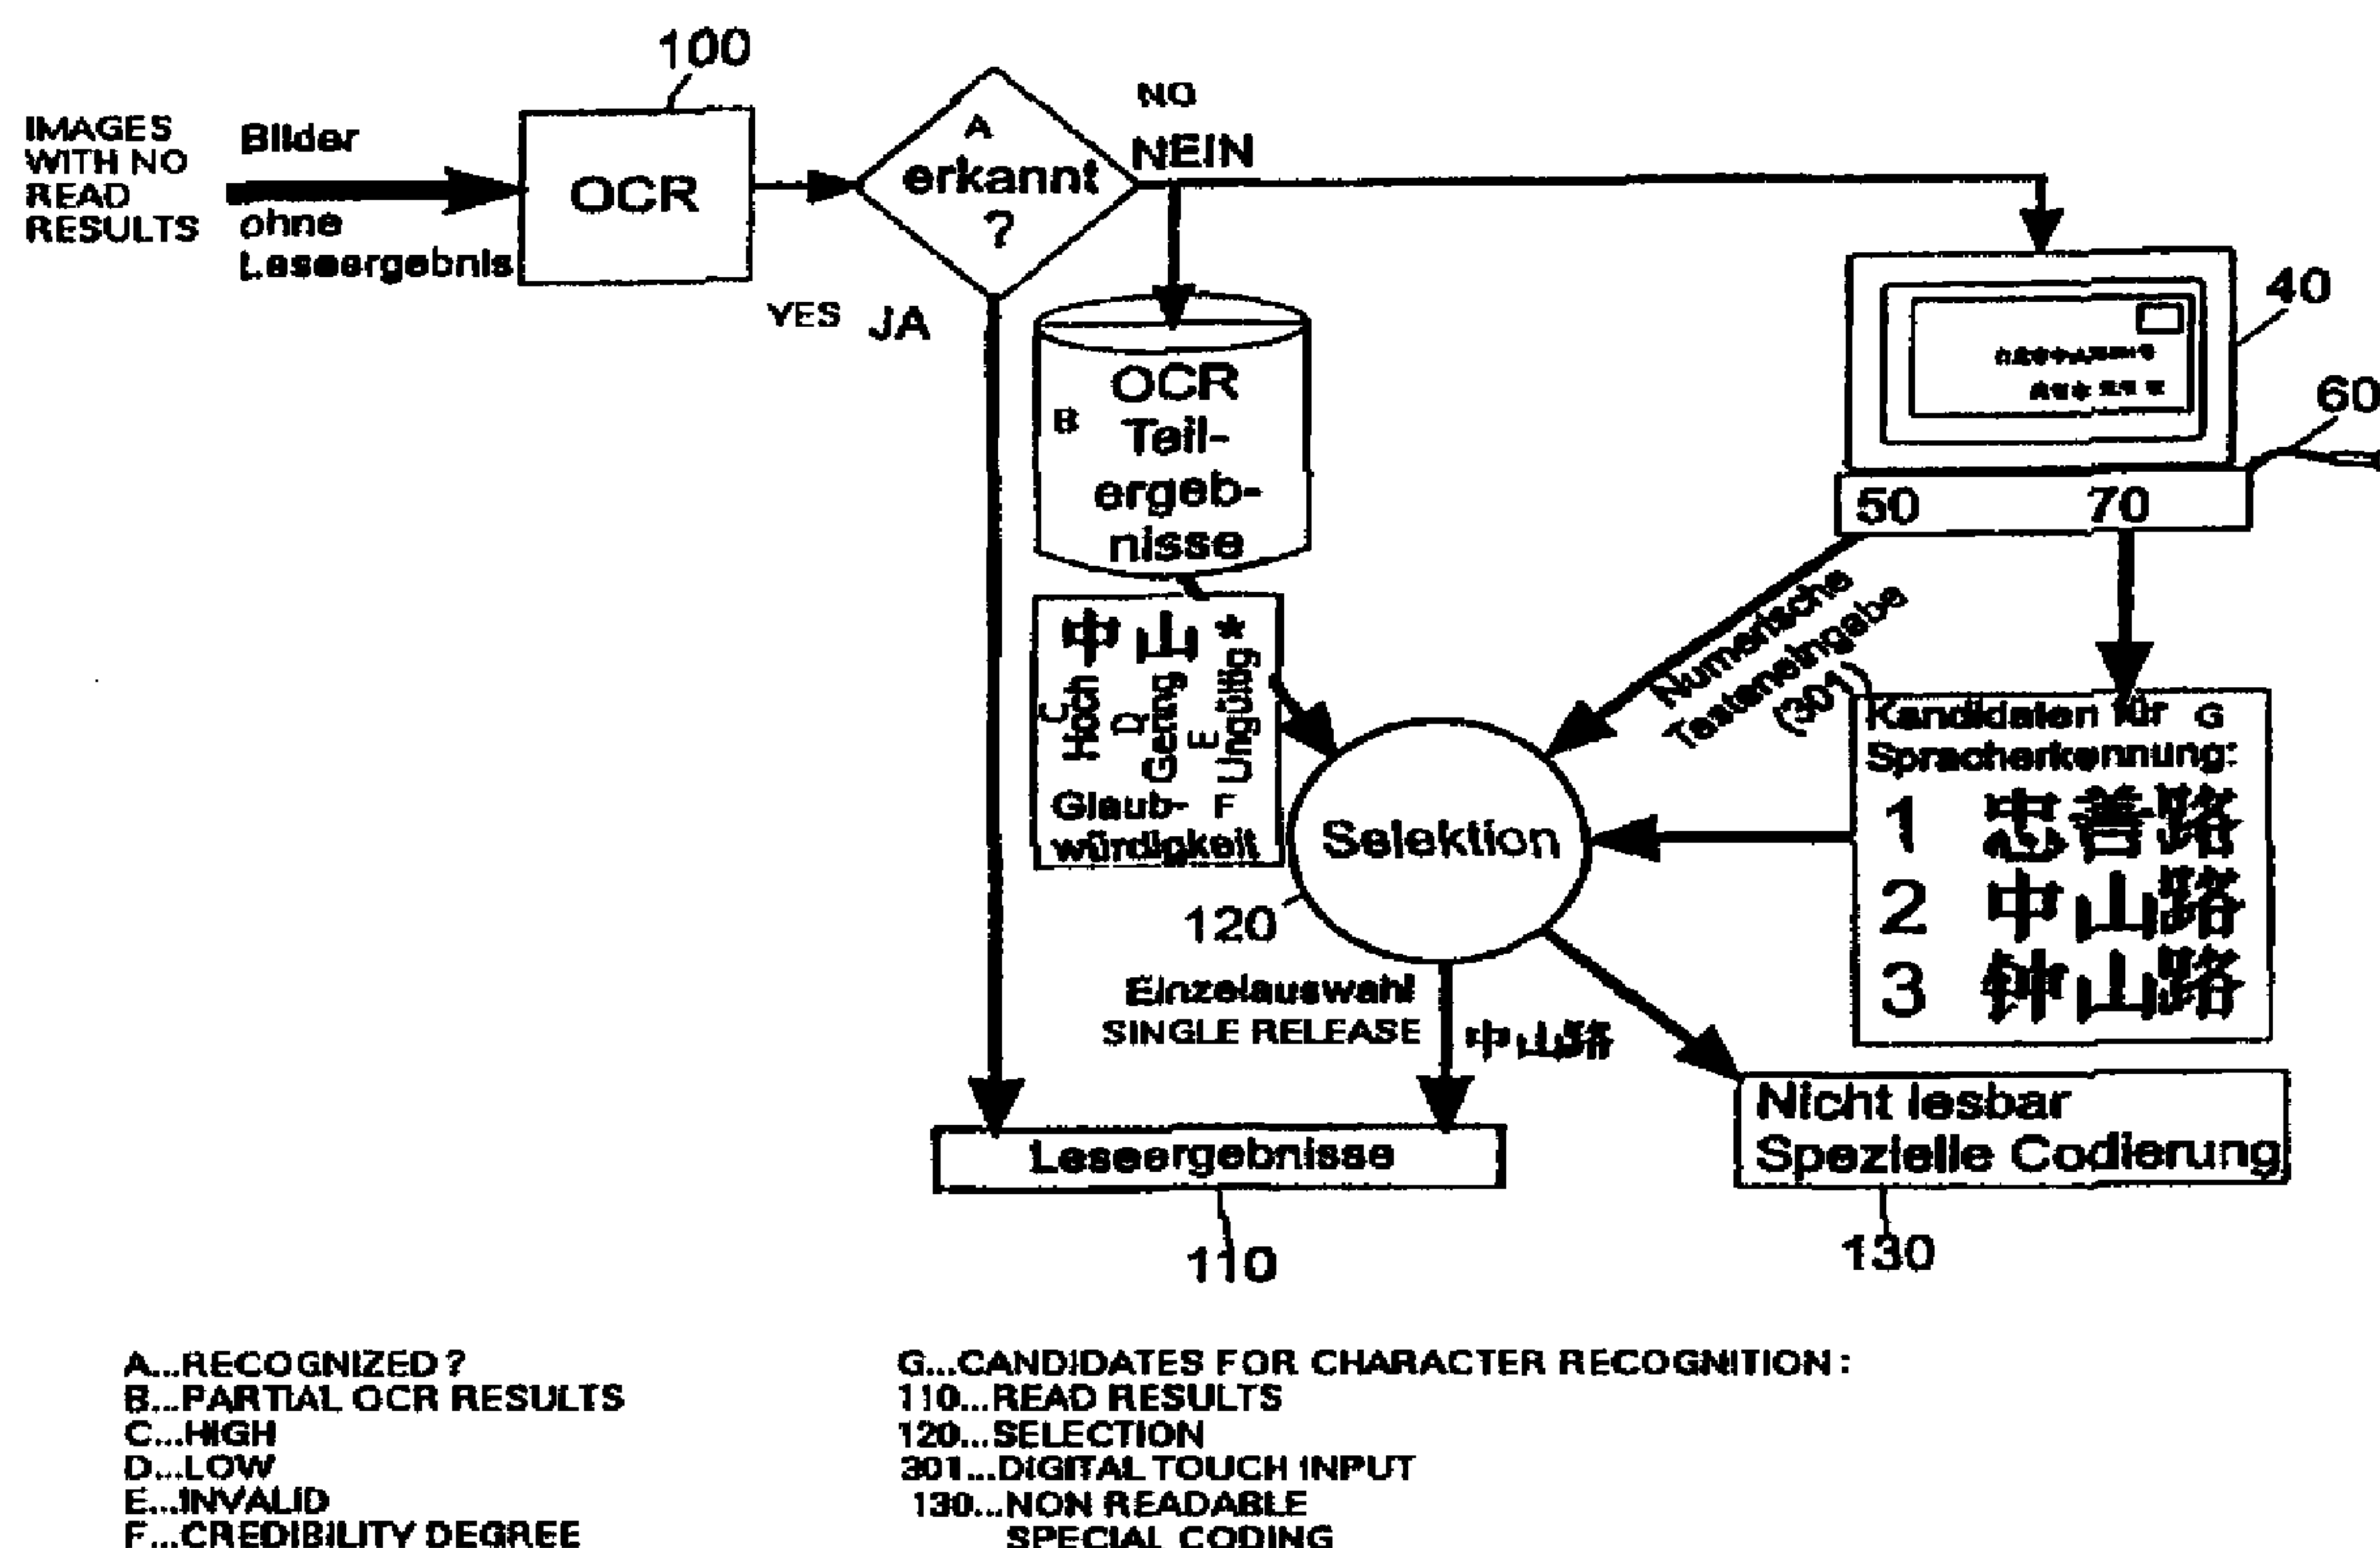 100
IMAGES
WITH NO
READ
RESULTS
Bilder
ohne
Leseergebnis
OCR
A
erkannt
?
NO
NEIN
YES JA
40
60
50 70
OCR
B Teil-
ergeb-
nisse
中 山 *
C Hoch
D Gering
E Ungültig
Glaub- F
würdigkeit
Numerische
Tasteneingabe
(301)
Kandidaten für G
Spracherkennung:
1 忠善路
2 中山路
3 钟山路
Selektion
120
Einzelauswahl
SINGLE RELEASE
中山路
Leseergebnisse
110
Nicht lesbar
Spezielle Codierung
130
A...RECOGNIZED?
B...PARTIAL OCR RESULTS
C...HIGH
D...LOW
E...INVALID
F...CREDIBILITY DEGREE
G...CANDIDATES FOR CHARACTER RECOGNITION:
110...READ RESULTS
120...SELECTION
301...DIGITAL TOUCH INPUT
130...NON READABLE
SPECIAL CODING